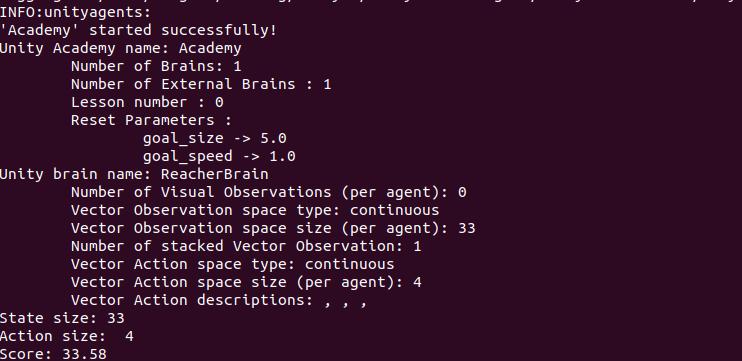 INFO:unityagents:
'Academy' started successfully!
Unity Academy name: Academy
Number of Brains: 1
Number of External Brains : 1
Lesson number : 0
Reset Parameters :
goal_size -> 5.0
goal_speed -> 1.0
Unity brain name: ReacherBrain
Number of Visual Observations (per agent): 0
Vector Observation space type: continuous
Vector Observation space size (per agent): 33
Number of stacked Vector Observation: 1
Vector Action space type: continuous
Vector Action space size (per agent): 4
Vector Action descriptions: , , ,
State size: 33
Action size:  4
Score: 33.58